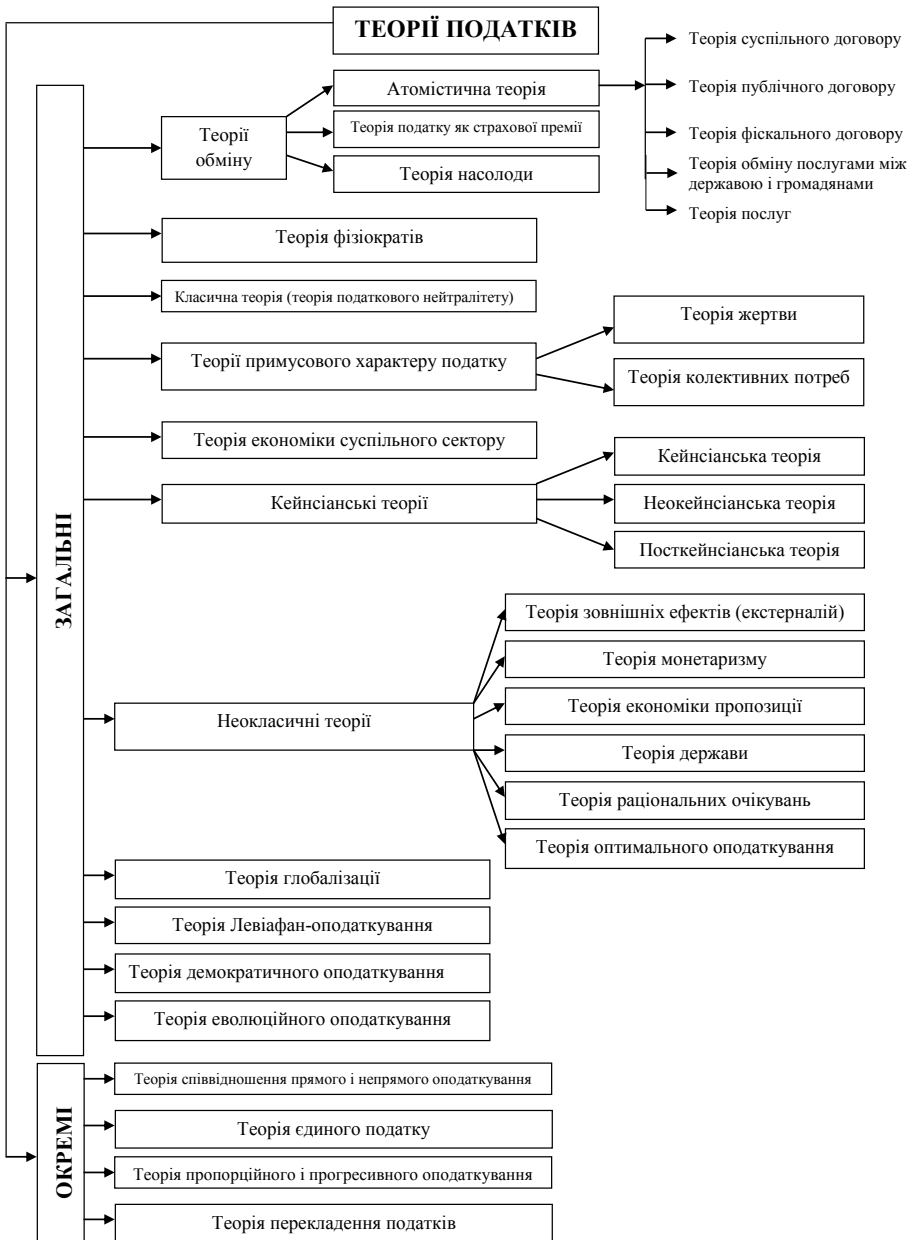 ТЕОРІЇ ПОДАТКІВ
ЗАГАЛЬНІ
Теорії
обміну
Атомістична теорія
Теорія податку як страхової премії
Теорія насолоди
Теорія суспільного договору
Теорія публічного договору
Теорія фіскального договору
Теорія обміну послугами між
державою і громадянами
Теорія послуг
Теорія фізіократів
Класична теорія (теорія податкового нейтралітету)
Теорії примусового характеру податку
Теорія жертви
Теорія колективних потреб
Теорія економіки суспільного сектору
Кейнсіанські теорії
Кейнсіанська теорія
Неокейнсіанська теорія
Посткейнсіанська теорія
Неокласичні теорії
Теорія зовнішніх ефектів (екстерналій)
Теорія монетаризму
Теорія економіки пропозиції
Теорія держави
Теорія раціональних очікувань
Теорія оптимального оподаткування
Теорія глобалізації
Теорія Левіафан-оподаткування
Теорія демократичного оподаткування
Теорія еволюційного оподаткування
ОКРЕМІ
Теорія співвідношення прямого і непрямого оподаткування
Теорія єдиного податку
Теорія пропорційного і прогресивного оподаткування
Теорія перекладення податків